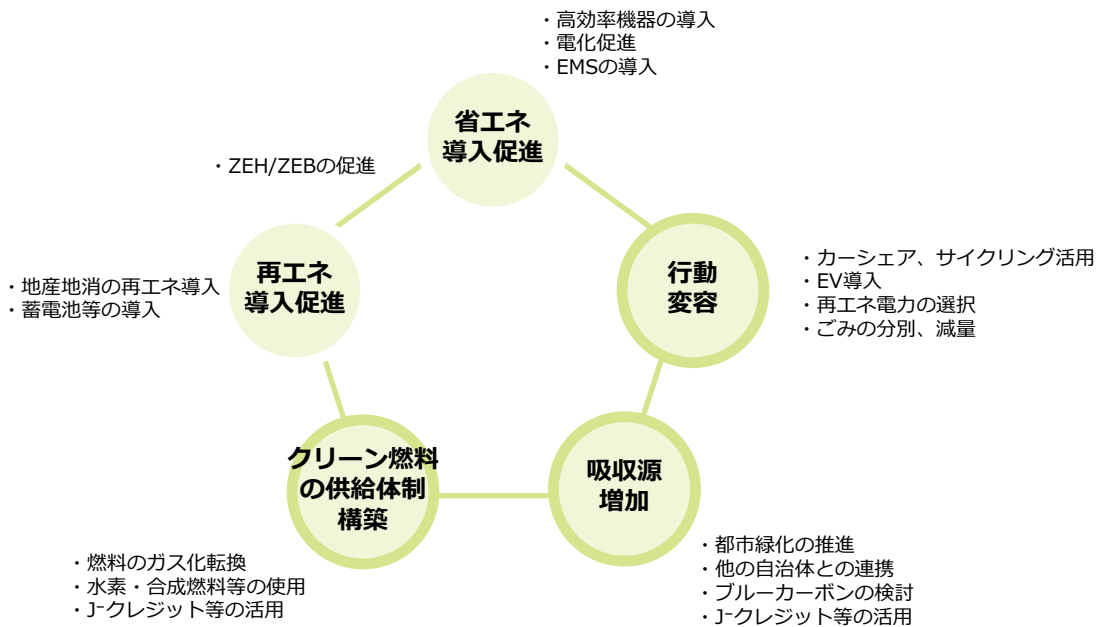 ・高効率機器の導入
・電化促進
・EMSの導入
省エネ
導入促進
・ZEH/ZEBの促進
再エネ
導入促進
・地産地消の再エネ導入
・蓄電池等の導入
行動
変容
・カーシェア、サイクリング活用
・EV導入
・再エネ電力の選択
・ごみの分別、減量
クリーン燃料
の供給体制
構築
・燃料のガス化転換
・水素・合成燃料等の使用
・J-クレジット等の活用
吸収源
増加
・都市緑化の推進
・他の自治体との連携
・ブルーカーボンの検討
・J-クレジット等の活用